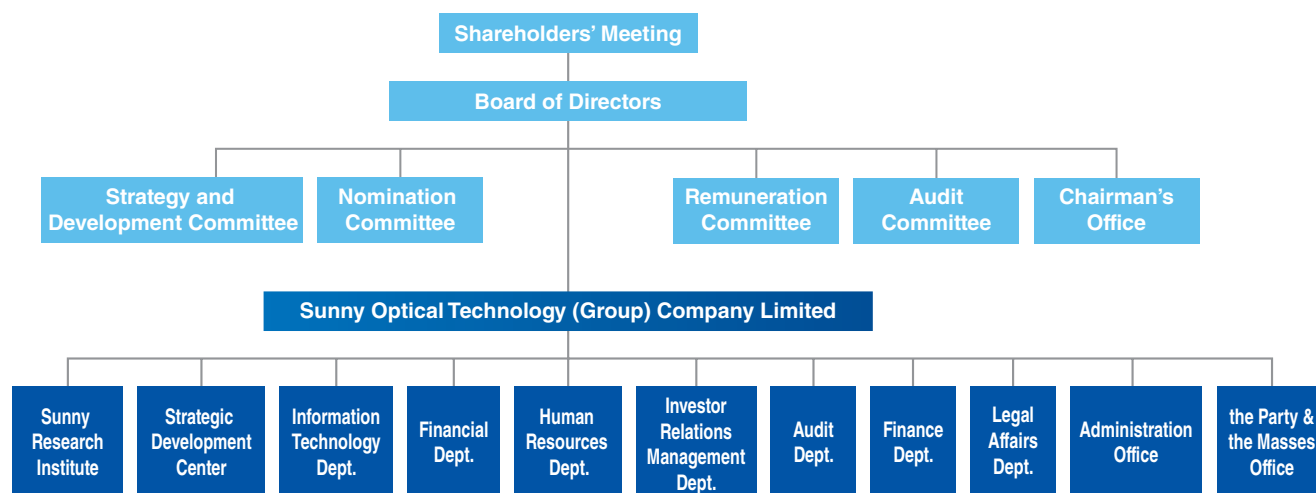 Shareholders’ Meeting
Board of Directors
Strategy and
Development Committee
Nomination
Committee
Remuneration
Committee
Audit
Committee
Chairman’s
Office
Sunny Optical Technology (Group) Company Limited
Sunny
Research
Institute
Strategic
Development
Center
Information
Technology
Dept.
Financial
Dept.
Human
Resources
Dept.
Investor
Relations
Management
Dept.
Audit
Dept.
Finance
Dept.
Legal
Affairs
Dept.
Administration
Office
the Party &
the Masses
Office